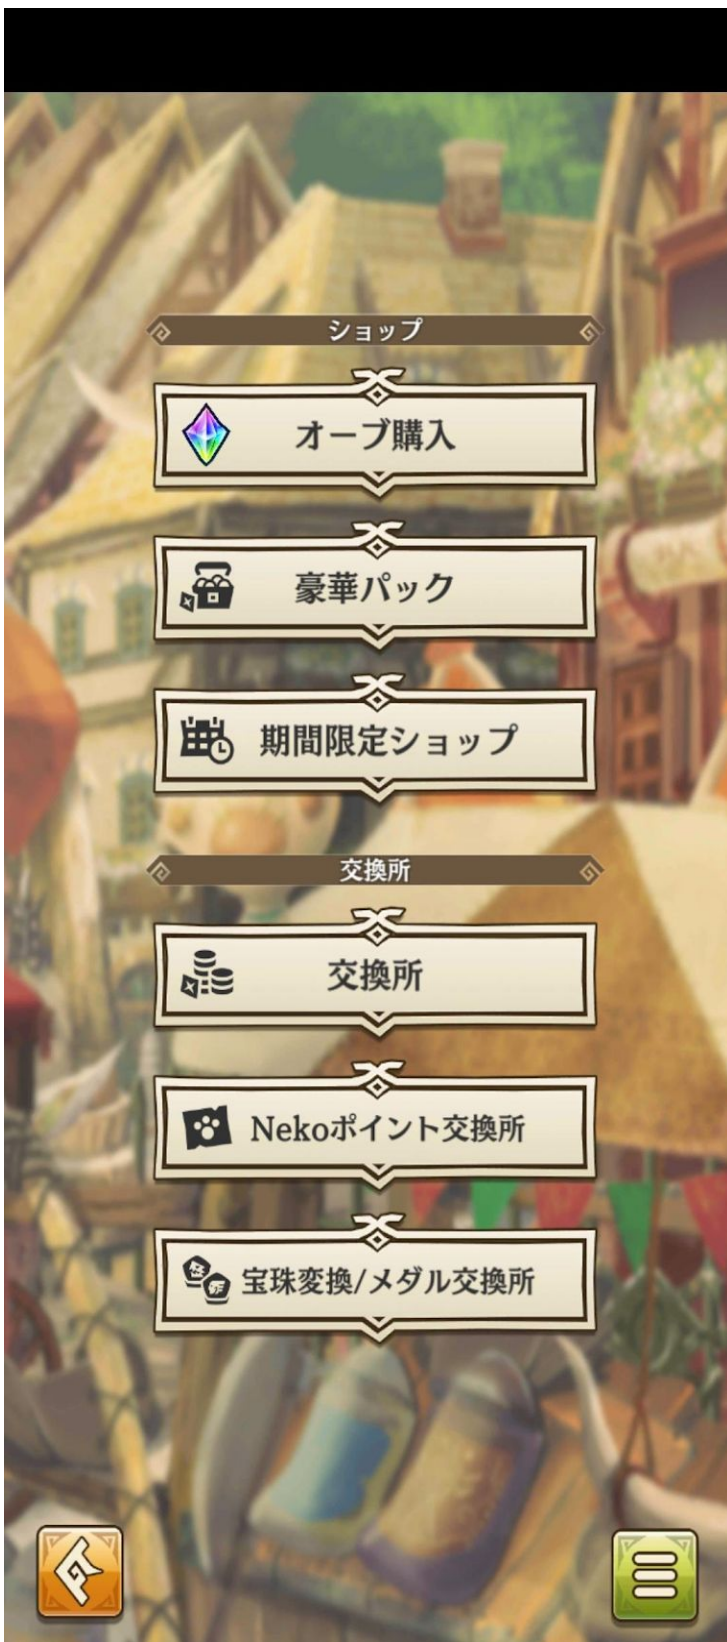 ショップ
オーブ購入
豪華パック
期間限定ショップ
交換所
交換所
Nekoポイント交換所
宝珠変換/メダル交換所